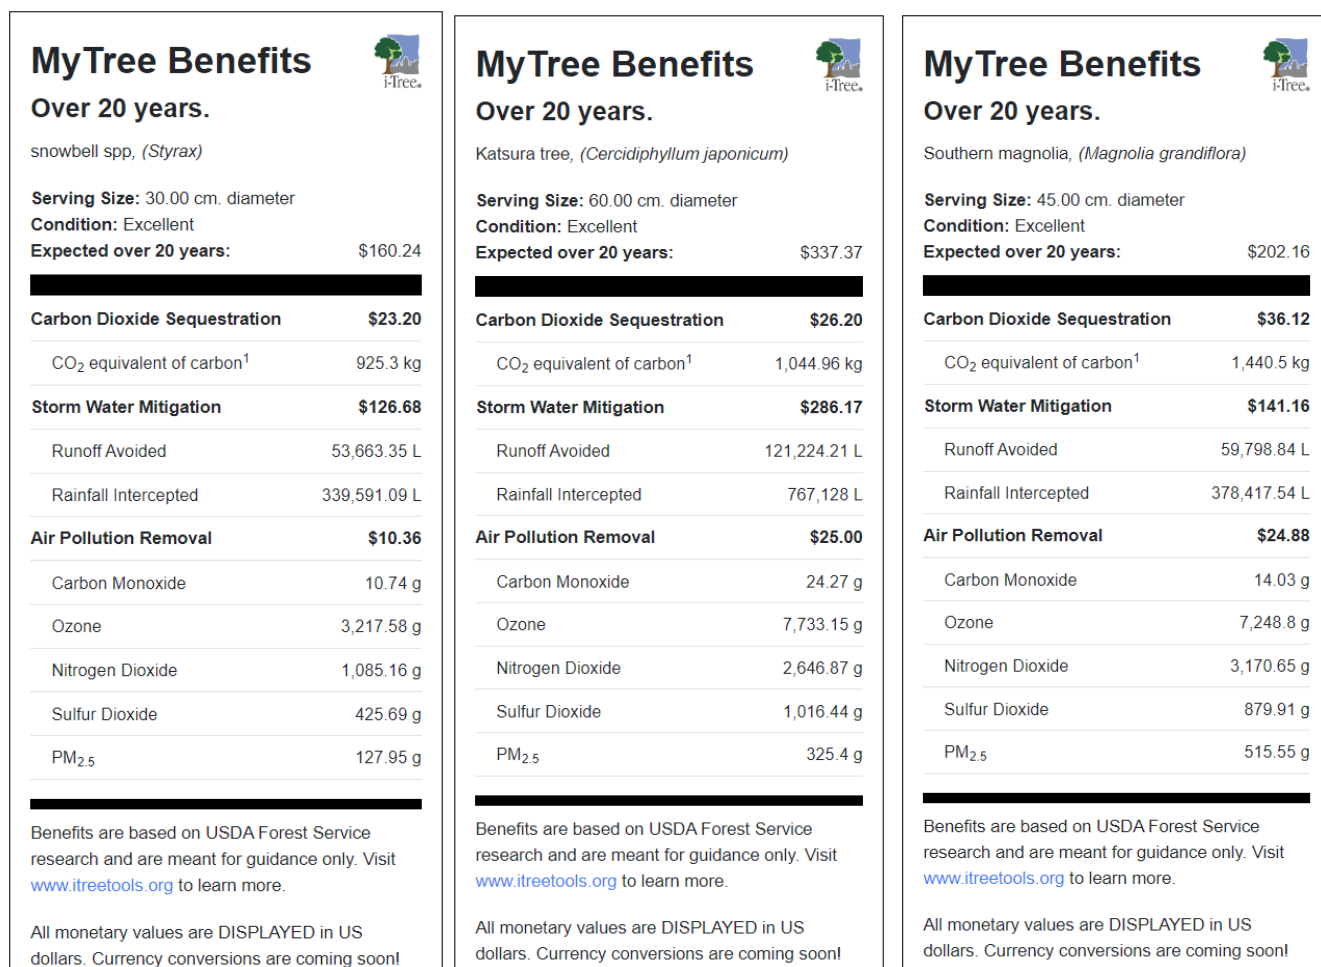 MyTree Benefits
i-Tree®
Over 20 years.
snowbell spp, (Styrax)
Serving Size: 30.00 cm. diameter
Condition: Excellent
Expected over 20 years: $160.24
Carbon Dioxide Sequestration $23.20
CO₂ equivalent of carbon¹ 925.3 kg
Storm Water Mitigation $126.68
Runoff Avoided 53,663.35 L
Rainfall Intercepted 339,591.09 L
Air Pollution Removal $10.36
Carbon Monoxide 10.74 g
Ozone 3,217.58 g
Nitrogen Dioxide 1,085.16 g
Sulfur Dioxide 425.69 g
PM₂.₅ 127.95 g
Benefits are based on USDA Forest Service
research and are meant for guidance only. Visit
www.itreetools.org to learn more.
All monetary values are DISPLAYED in US
dollars. Currency conversions are coming soon!
MyTree Benefits
i-Tree®
Over 20 years.
Katsura tree, (Cercidiphyllum japonicum)
Serving Size: 60.00 cm. diameter
Condition: Excellent
Expected over 20 years: $337.37
Carbon Dioxide Sequestration $26.20
CO₂ equivalent of carbon¹ 1,044.96 kg
Storm Water Mitigation $286.17
Runoff Avoided 121,224.21 L
Rainfall Intercepted 767,128 L
Air Pollution Removal $25.00
Carbon Monoxide 24.27 g
Ozone 7,733.15 g
Nitrogen Dioxide 2,646.87 g
Sulfur Dioxide 1,016.44 g
PM₂.₅ 325.4 g
Benefits are based on USDA Forest Service
research and are meant for guidance only. Visit
www.itreetools.org to learn more.
All monetary values are DISPLAYED in US
dollars. Currency conversions are coming soon!
MyTree Benefits
i-Tree®
Over 20 years.
Southern magnolia, (Magnolia grandiflora)
Serving Size: 45.00 cm. diameter
Condition: Excellent
Expected over 20 years: $202.16
Carbon Dioxide Sequestration $36.12
CO₂ equivalent of carbon¹ 1,440.5 kg
Storm Water Mitigation $141.16
Runoff Avoided 59,798.84 L
Rainfall Intercepted 378,417.54 L
Air Pollution Removal $24.88
Carbon Monoxide 14.03 g
Ozone 7,248.8 g
Nitrogen Dioxide 3,170.65 g
Sulfur Dioxide 879.91 g
PM₂.₅ 515.55 g
Benefits are based on USDA Forest Service
research and are meant for guidance only. Visit
www.itreetools.org to learn more.
All monetary values are DISPLAYED in US
dollars. Currency conversions are coming soon!